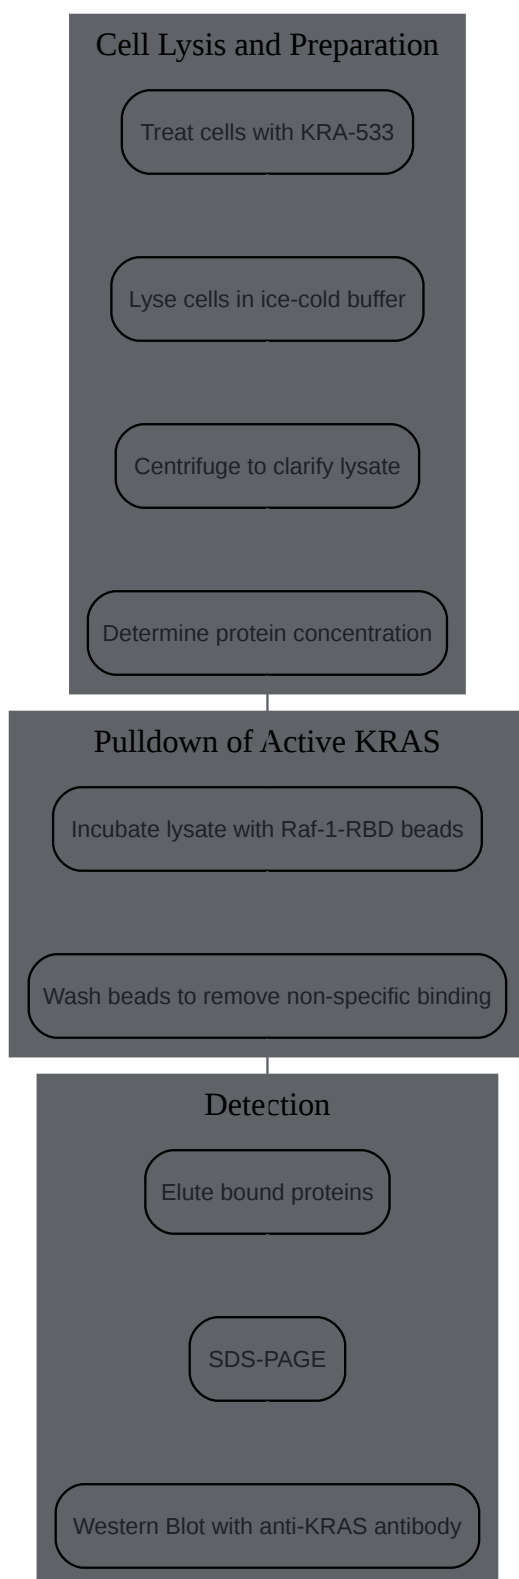 Cell Lysis and Preparation
Treat cells with KRA-533
Lyse cells in ice-cold buffer
Centrifuge to clarify lysate
Determine protein concentration
Pulldown of Active KRAS
Incubate lysate with Raf-1-RBD beads
Wash beads to remove non-specific binding
Detection
Elute bound proteins
SDS-PAGE
Western Blot with anti-KRAS antibody